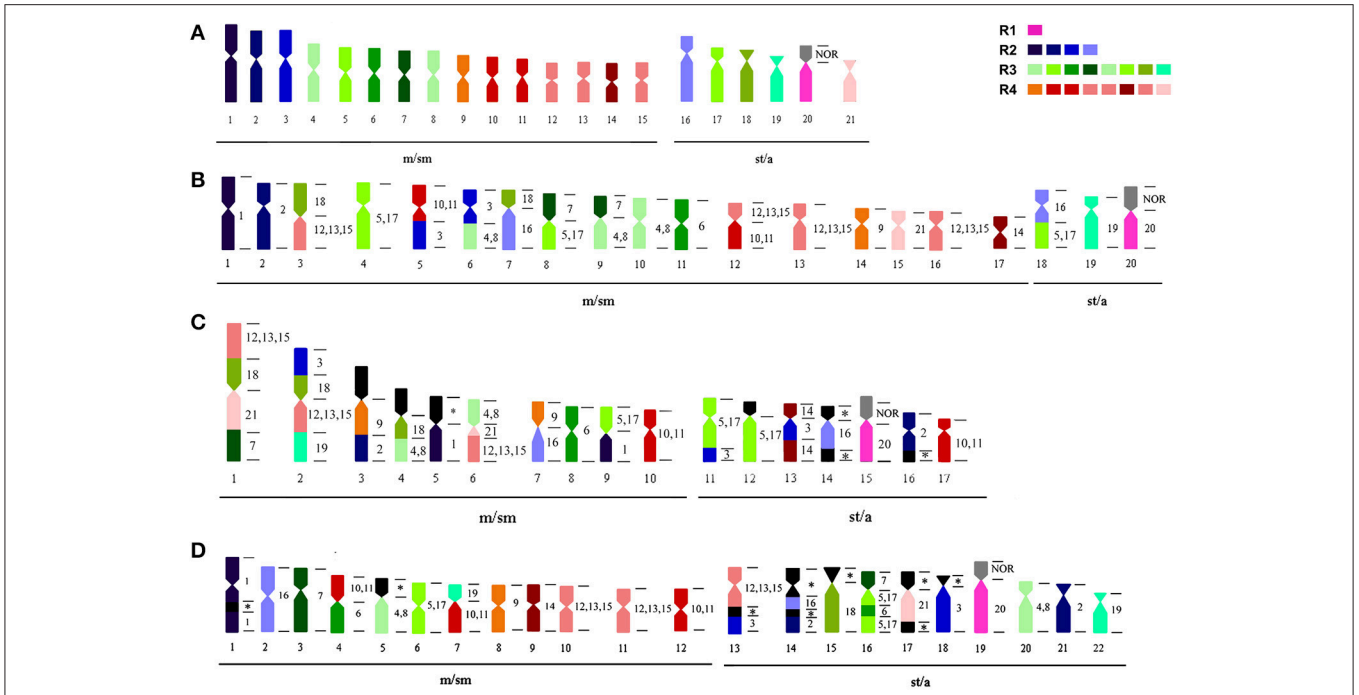 A
NOR
1 2 3 4 5 6 7 8 9 10 11 12 13 14 15 16 17 18 19 20 21
m/sm st/a
R1
R2
R3
R4
B
1 2 18 12,13,15 5,17 10,11 3 3 4,8 18 16 7 5,17 7 4,8 4,8 6 12,13,15 10,11 12,13,15 9 21 12,13,15 14 16 5,17 19 NOR 20
1 2 3 4 5 6 7 8 9 10 11 12 13 14 15 16 17 18 19 20
m/sm st/a
C
12,13,15 18 21 7 3 18 12,13,15 19 9 2 18 4,8 * 1 4,8 21 12,13,15 9 16 6 5,17 1 10,11 5,17 3 5,17 14 3 14 * 16 * NOR 20 2 * 10,11
1 2 3 4 5 6 7 8 9 10 11 12 13 14 15 16 17
m/sm st/a
D
1 * 1 16 7 10,11 6 * 4,8 5,17 19 10,11 9 14 12,13,15 12,13,15 10,11 12,13,15 * 3 * 16 * 2 * 18 7 5,17 6 5,17 * 21 * * 3 NOR 20 4,8 2 19
1 2 3 4 5 6 7 8 9 10 11 12 13 14 15 16 17 18 19 20 21 22
m/sm st/a